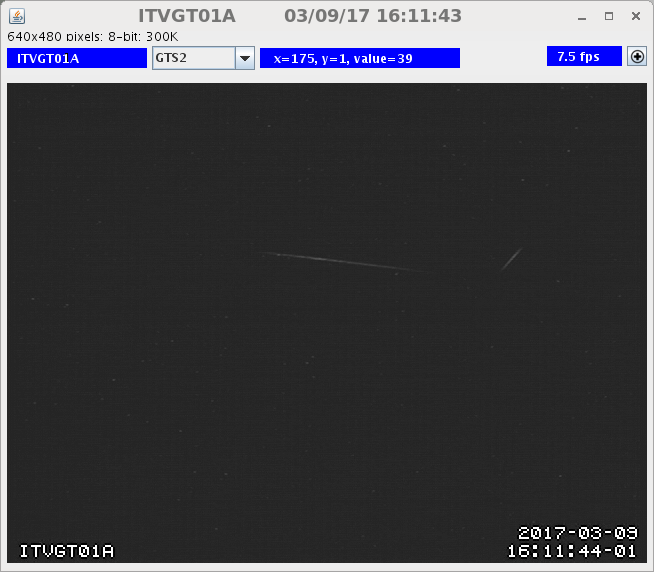 ITVGT01A 03/09/17 16:11:43
640x480 pixels: 8-bit: 300K
ITVGT01A GTS2 x=175, y=1, value=39 7.5 fps
2017-03-09
ITVGT01A 16:11:44-01